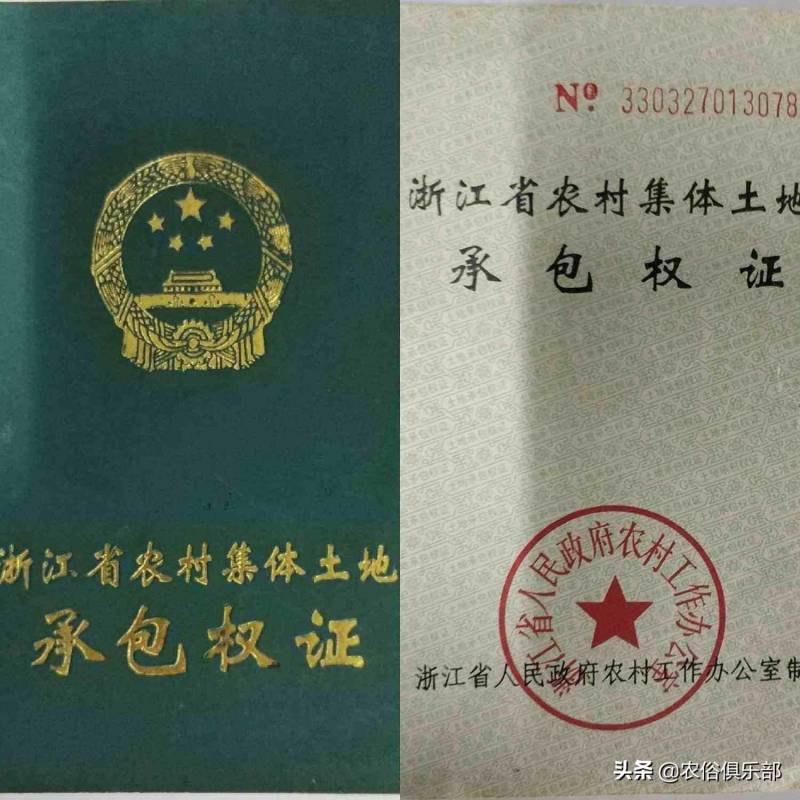 浙江省农村集体土地
承包权证
Nº. 33032701307８
浙江省农村集体土地
承包权证
浙江省人民政府农村工作办公室
浙江省人民政府农村工作办公室制
头条 @农俗俱乐部